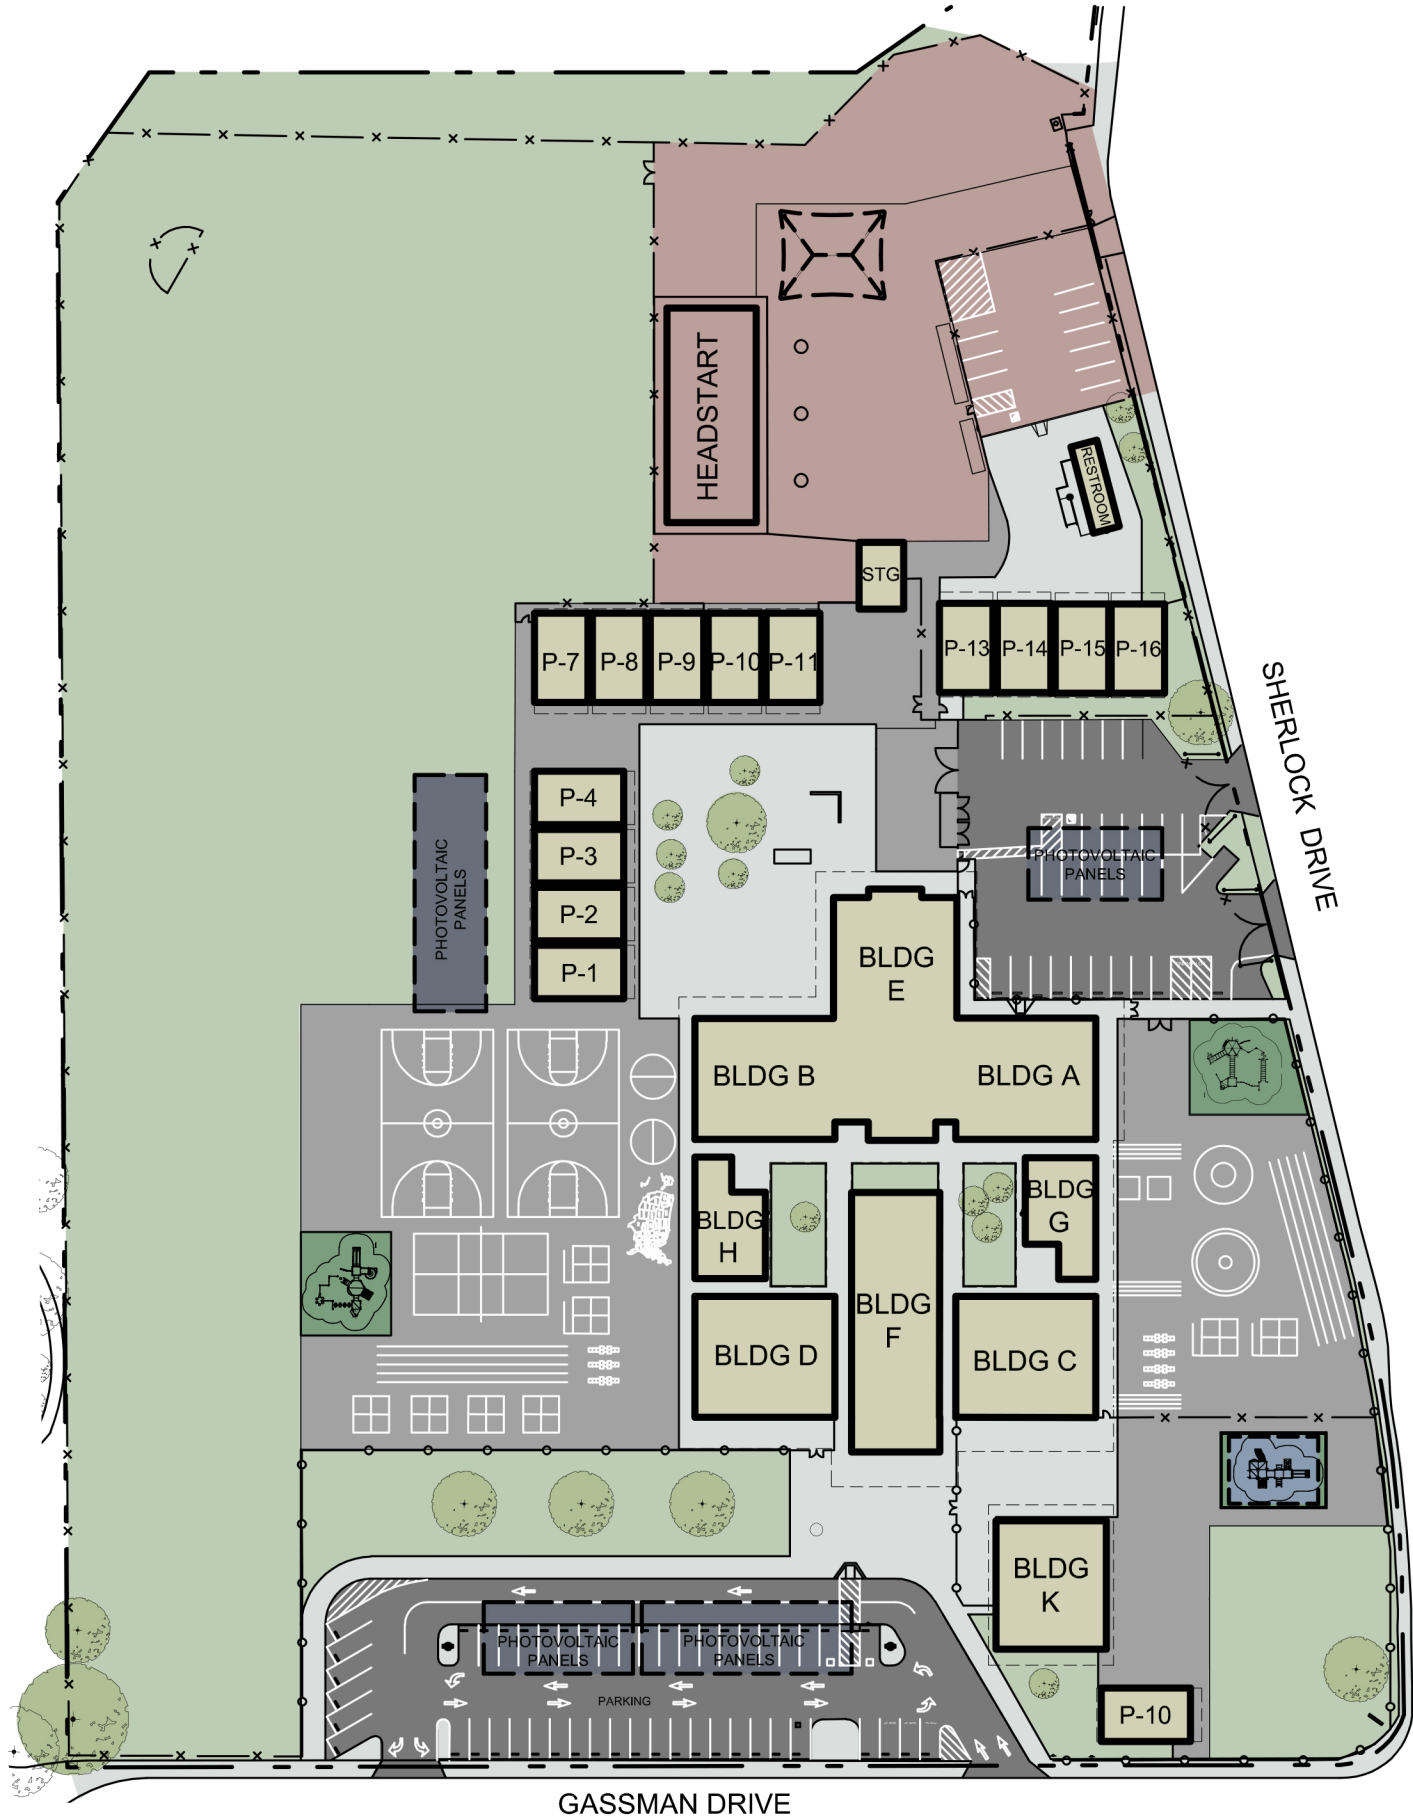 HEADSTART
RESTROOM
STG
P-7
P-8
P-9
P-10
P-11
P-13
P-14
P-15
P-16
SHERLOCK DRIVE
P-4
P-3
P-2
P-1
PHOTOVOLTAIC
PANELS
PHOTOVOLTAIC
PANELS
BLDG
E
BLDG B
BLDG A
BLDG
H
BLDG
G
BLDG
F
BLDG D
BLDG C
BLDG
K
PHOTOVOLTAIC
PANELS
PHOTOVOLTAIC
PANELS
PARKING
P-10
GASSMAN DRIVE